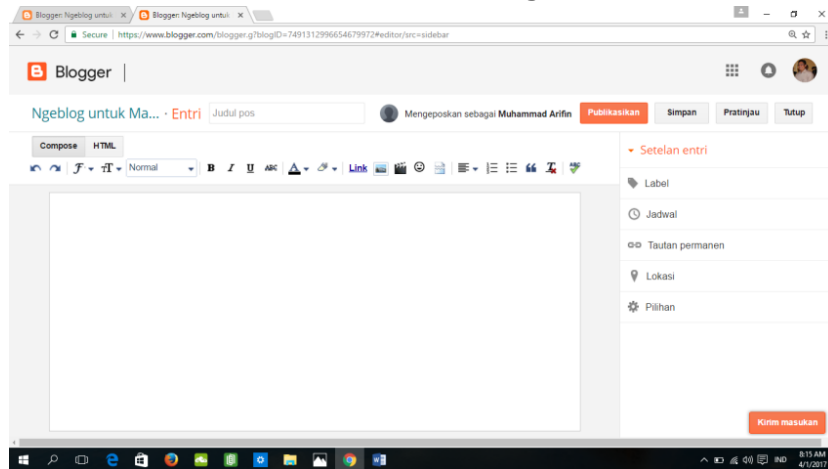 Blogger: Ngeblog untuk
Blogger: Ngeblog untuk
Secure | https://www.blogger.com/blogger.g?blogID=7491312996654679972#editor/src=sidebar
Blogger
Ngeblog untuk Ma... · Entri Judul pos Mengeposkan sebagai Muhammad Arifin Publikasikan Simpan Pratinjau Tutup
Compose HTML
Normal B I U ABC A Link
Setelan entri
Label
Jadwal
Tautan permanen
Lokasi
Pilihan
Kirim masukan
IND 8:15 AM
4/1/2017